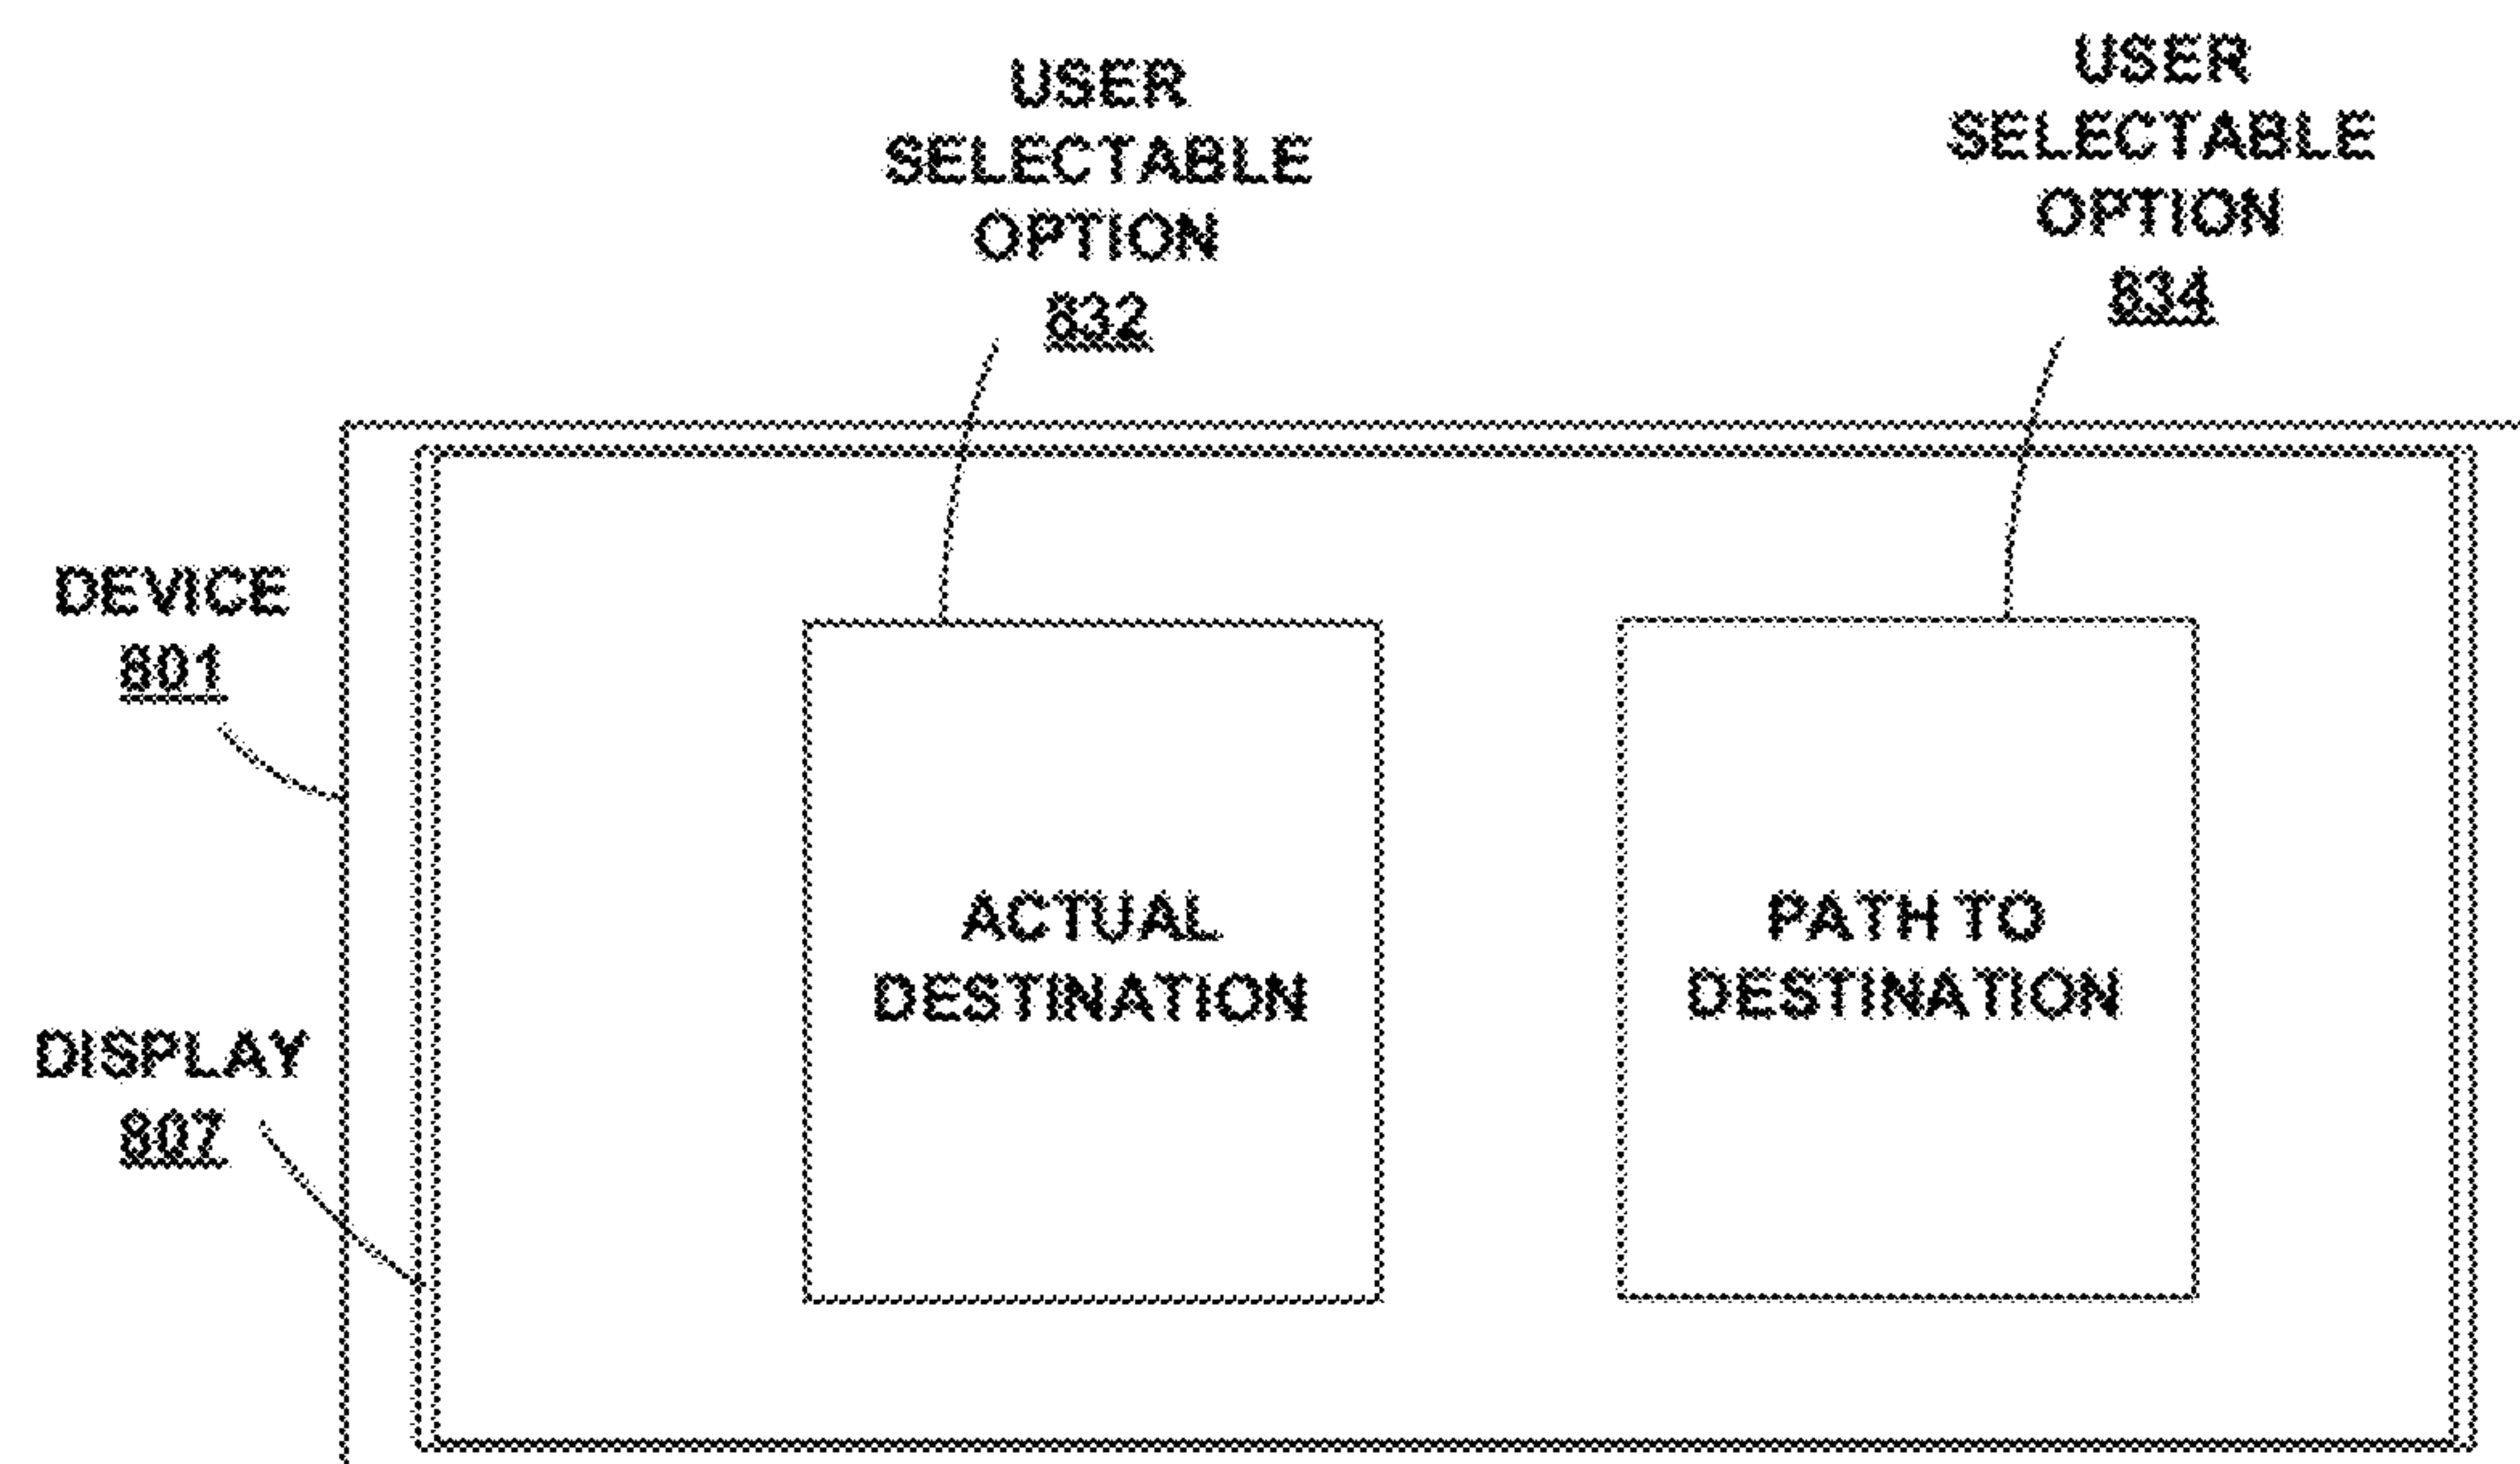 USER
SELECTABLE
OPTION
832
USER
SELECTABLE
OPTION
834
DEVICE
801
DISPLAY
807
ACTUAL
DESTINATION
PATH TO
DESTINATION